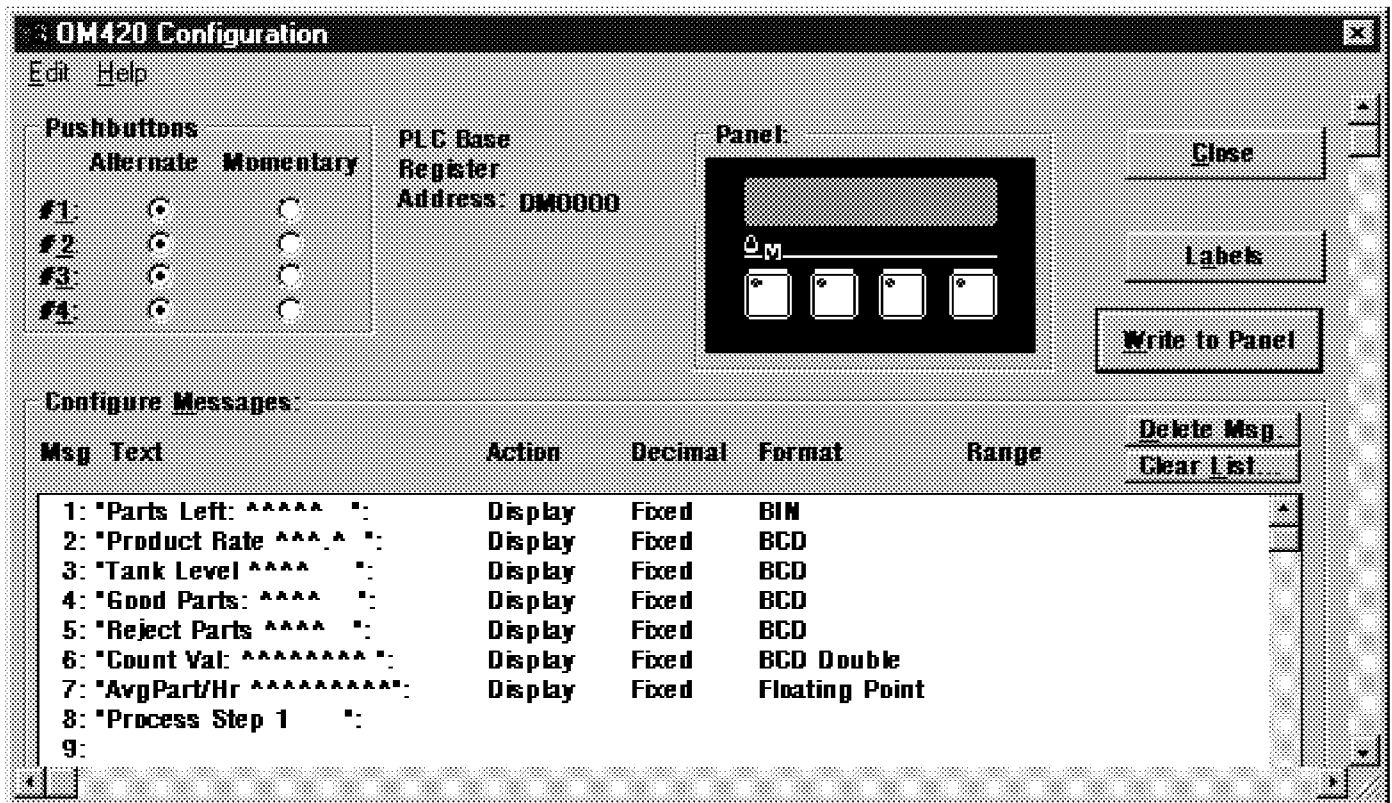 OM420 Configuration
Edit Help
Pushbuttons
Alternate Momentary
#1:
#2
#3:
#4:
PLC Base
Register
Address: DM0000
Panel:
M
Close
Labels
Write to Panel
Configure Messages:
Delete Msg.
Clear List...
Msg Text Action Decimal Format Range
1: "Parts Left: ^^^^^ ": Display Fixed BIN
2: "Product Rate ^^^.^ ": Display Fixed BCD
3: "Tank Level ^^^^ ": Display Fixed BCD
4: "Good Parts: ^^^^ ": Display Fixed BCD
5: "Reject Parts ^^^^ ": Display Fixed BCD
6: "Count Val: ^^^^^^^^ ": Display Fixed BCD Double
7: "AvgPart/Hr ^^^^^^^^^": Display Fixed Floating Point
8: "Process Step 1 ":
9: